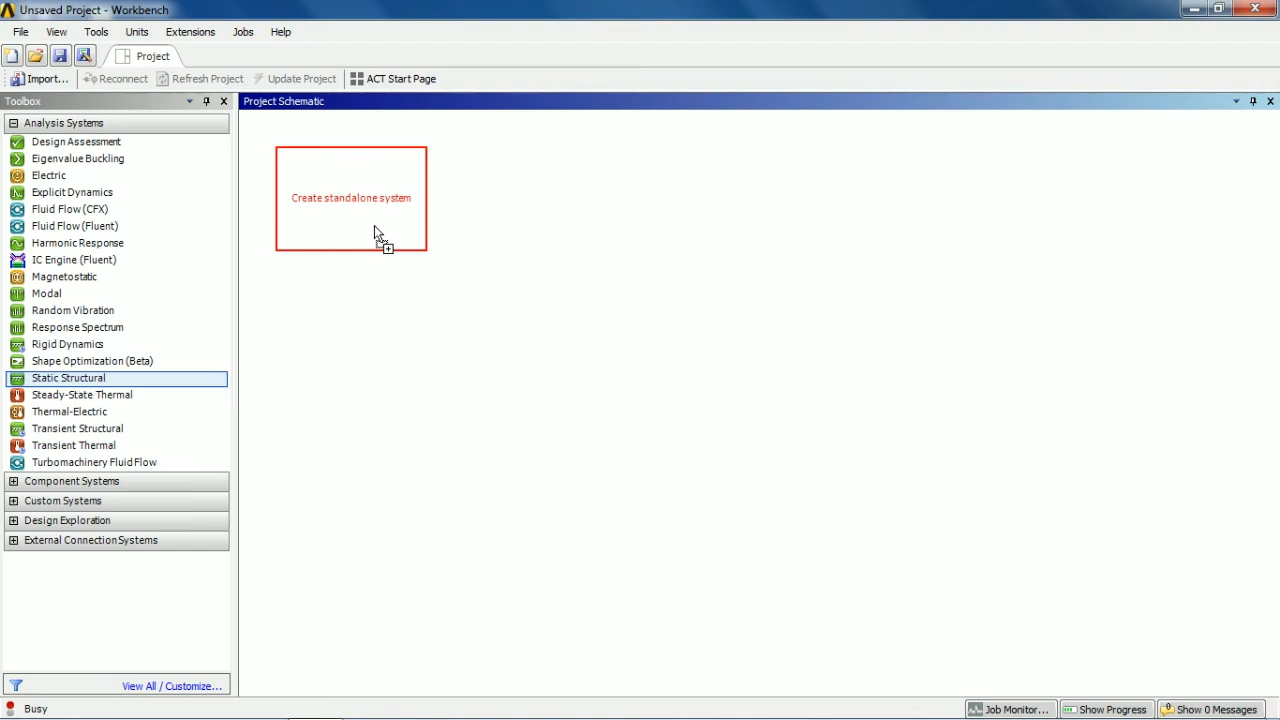 Unsaved Project - Workbench
File View Tools Units Extensions Jobs Help
Project
Import... Reconnect Refresh Project Update Project ACT Start Page
Toolbox
Project Schematic
Analysis Systems
Design Assessment
Eigenvalue Buckling
Electric
Explicit Dynamics
Fluid Flow (CFX)
Fluid Flow (Fluent)
Harmonic Response
IC Engine (Fluent)
Magnetostatic
Modal
Random Vibration
Response Spectrum
Rigid Dynamics
Shape Optimization (Beta)
Static Structural
Steady-State Thermal
Thermal-Electric
Transient Structural
Transient Thermal
Turbomachinery Fluid Flow
Component Systems
Custom Systems
Design Exploration
External Connection Systems
View All / Customize...
Create standalone system
Busy
Job Monitor... Show Progress Show 0 Messages